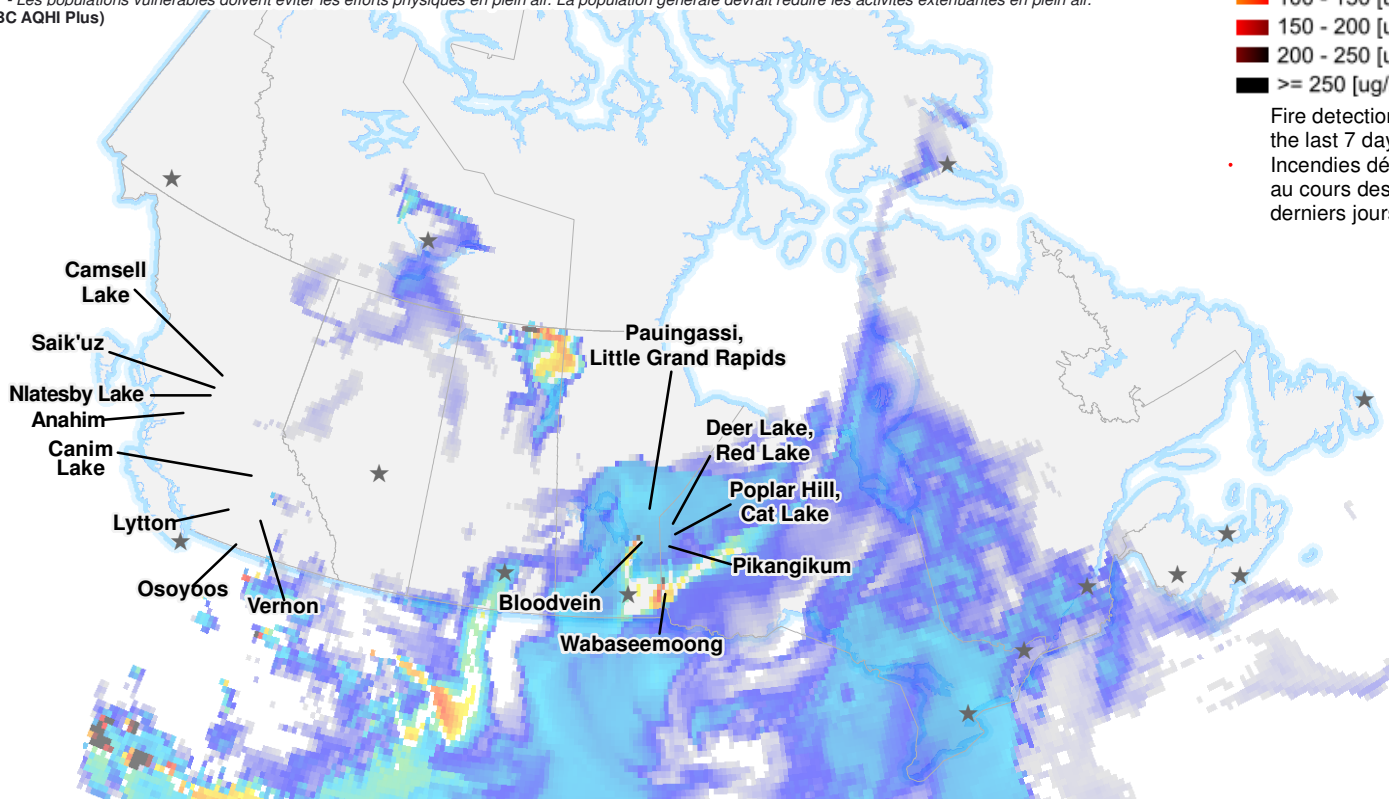 - Les populations vulnérables doivent éviter les efforts physiques en plein air. La population générale devrait réduire les activités exténuantes en plein air.
BC AQHI Plus)
150 - 200 [u
200 - 250 [u
>= 250 [ug/
Fire detection
the last 7 day
Incendies dé
au cours des
derniers jours
Camsell
Lake
Saik'uz
Nlatesby Lake
Anahim
Canim
Lake
Lytton
Osoyoos
Vernon
Pauingassi,
Little Grand Rapids
Deer Lake,
Red Lake
Poplar Hill,
Cat Lake
Pikangikum
Bloodvein
Wabaseemoong